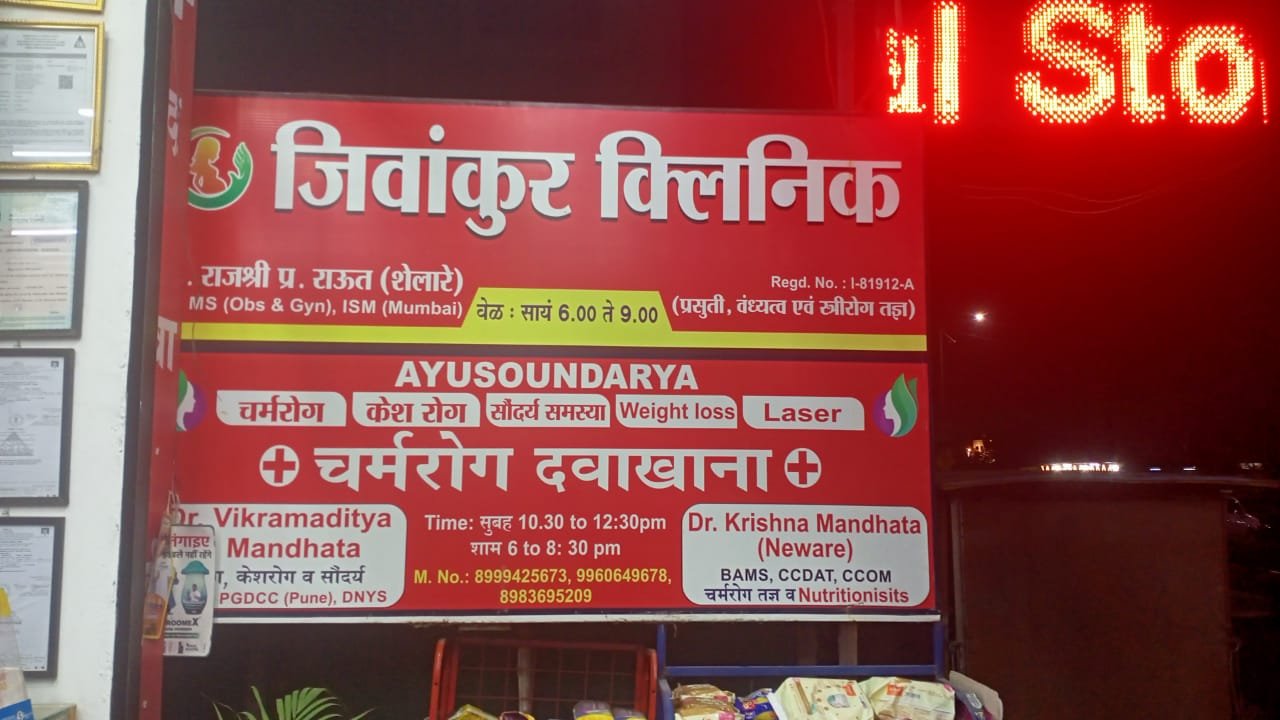 ul Sto
जिवांकुर क्लिनिक
. राजश्री प्र. राऊत (शेलारे)
MS (Obs & Gyn), ISM (Mumbai)
वेळ : सायं 6.00 ते 9.00
Regd. No. : I-81912-A
(प्रसुती, वंध्यत्व एवं स्त्रीरोग तज्ञ)
AYUSOUNDARYA
चर्मरोग केश रोग सौंदर्य समस्या Weight loss Laser
चर्मरोग दवाखाना
Dr. Vikramaditya
Mandhata
, केशरोग व सौंदर्य
PGDCC (Pune), DNYS
Time: सुबह 10.30 to 12:30pm
शाम 6 to 8: 30 pm
M. No.: 8999425673, 9960649678,
8983695209
Dr. Krishna Mandhata
(Neware)
BAMS, CCDAT, CCOM
चर्मरोग तज्ञ व Nutritionisits